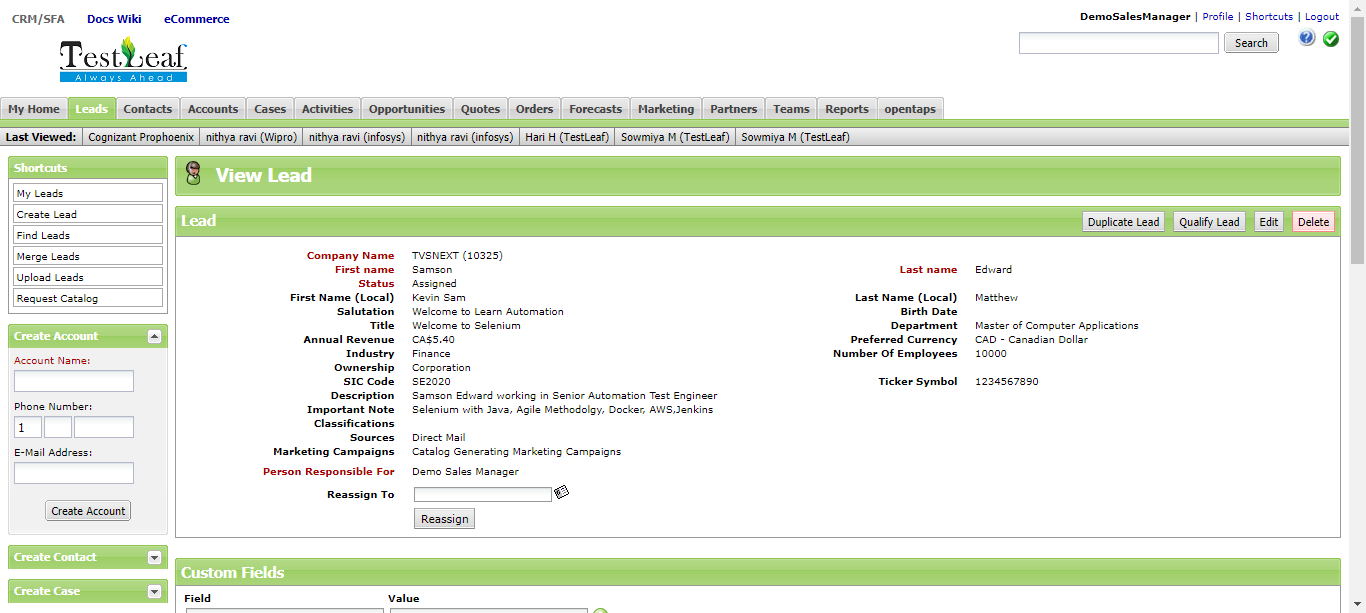 CRM/SFA Docs Wiki eCommerce
DemoSalesManager | Profile | Shortcuts | Logout
TestLeaf
Always Ahead
Search
My Home Leads Contacts Accounts Cases Activities Opportunities Quotes Orders Forecasts Marketing Partners Teams Reports opentaps
Last Viewed: Cognizant Prophoenix nithya ravi (Wipro) nithya ravi (infosys) nithya ravi (infosys) Hari H (TestLeaf) Sowmiya M (TestLeaf) Sowmiya M (TestLeaf)
Shortcuts
My Leads
Create Lead
Find Leads
Merge Leads
Upload Leads
Request Catalog
Create Account
Account Name:
Phone Number:
1
E-Mail Address:
Create Account
Create Contact
Create Case
View Lead
Lead
Duplicate Lead Qualify Lead Edit Delete
Company Name TVSNEXT (10325)
First name Samson Last name Edward
Status Assigned
First Name (Local) Kevin Sam Last Name (Local) Matthew
Salutation Welcome to Learn Automation Birth Date
Title Welcome to Selenium Department Master of Computer Applications
Annual Revenue CA$5.40 Preferred Currency CAD - Canadian Dollar
Industry Finance Number Of Employees 10000
Ownership Corporation
SIC Code SE2020 Ticker Symbol 1234567890
Description Samson Edward working in Senior Automation Test Engineer
Important Note Selenium with Java, Agile Methodolgy, Docker, AWS,Jenkins
Classifications
Sources Direct Mail
Marketing Campaigns Catalog Generating Marketing Campaigns
Person Responsible For Demo Sales Manager
Reassign To
Reassign
Custom Fields
Field Value